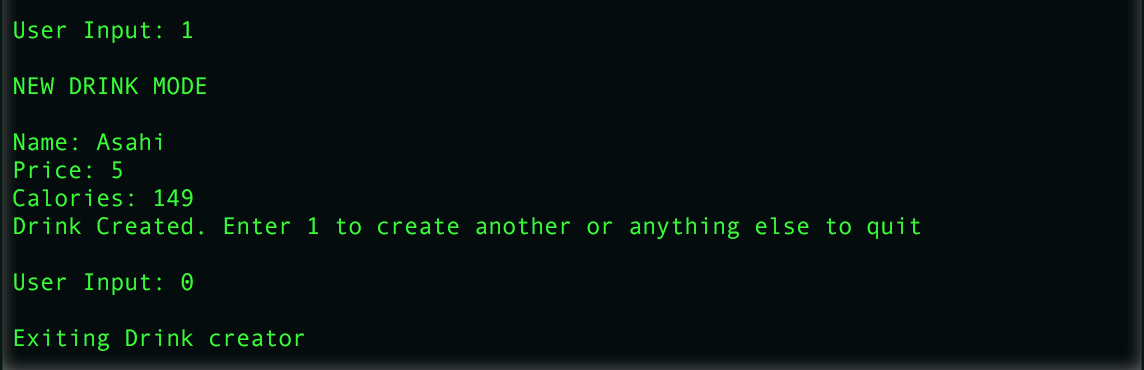 User Input: 1
NEW DRINK MODE
Name: Asahi
Price: 5
Calories: 149
Drink Created. Enter 1 to create another or anything else to quit
User Input: 0
Exiting Drink creator